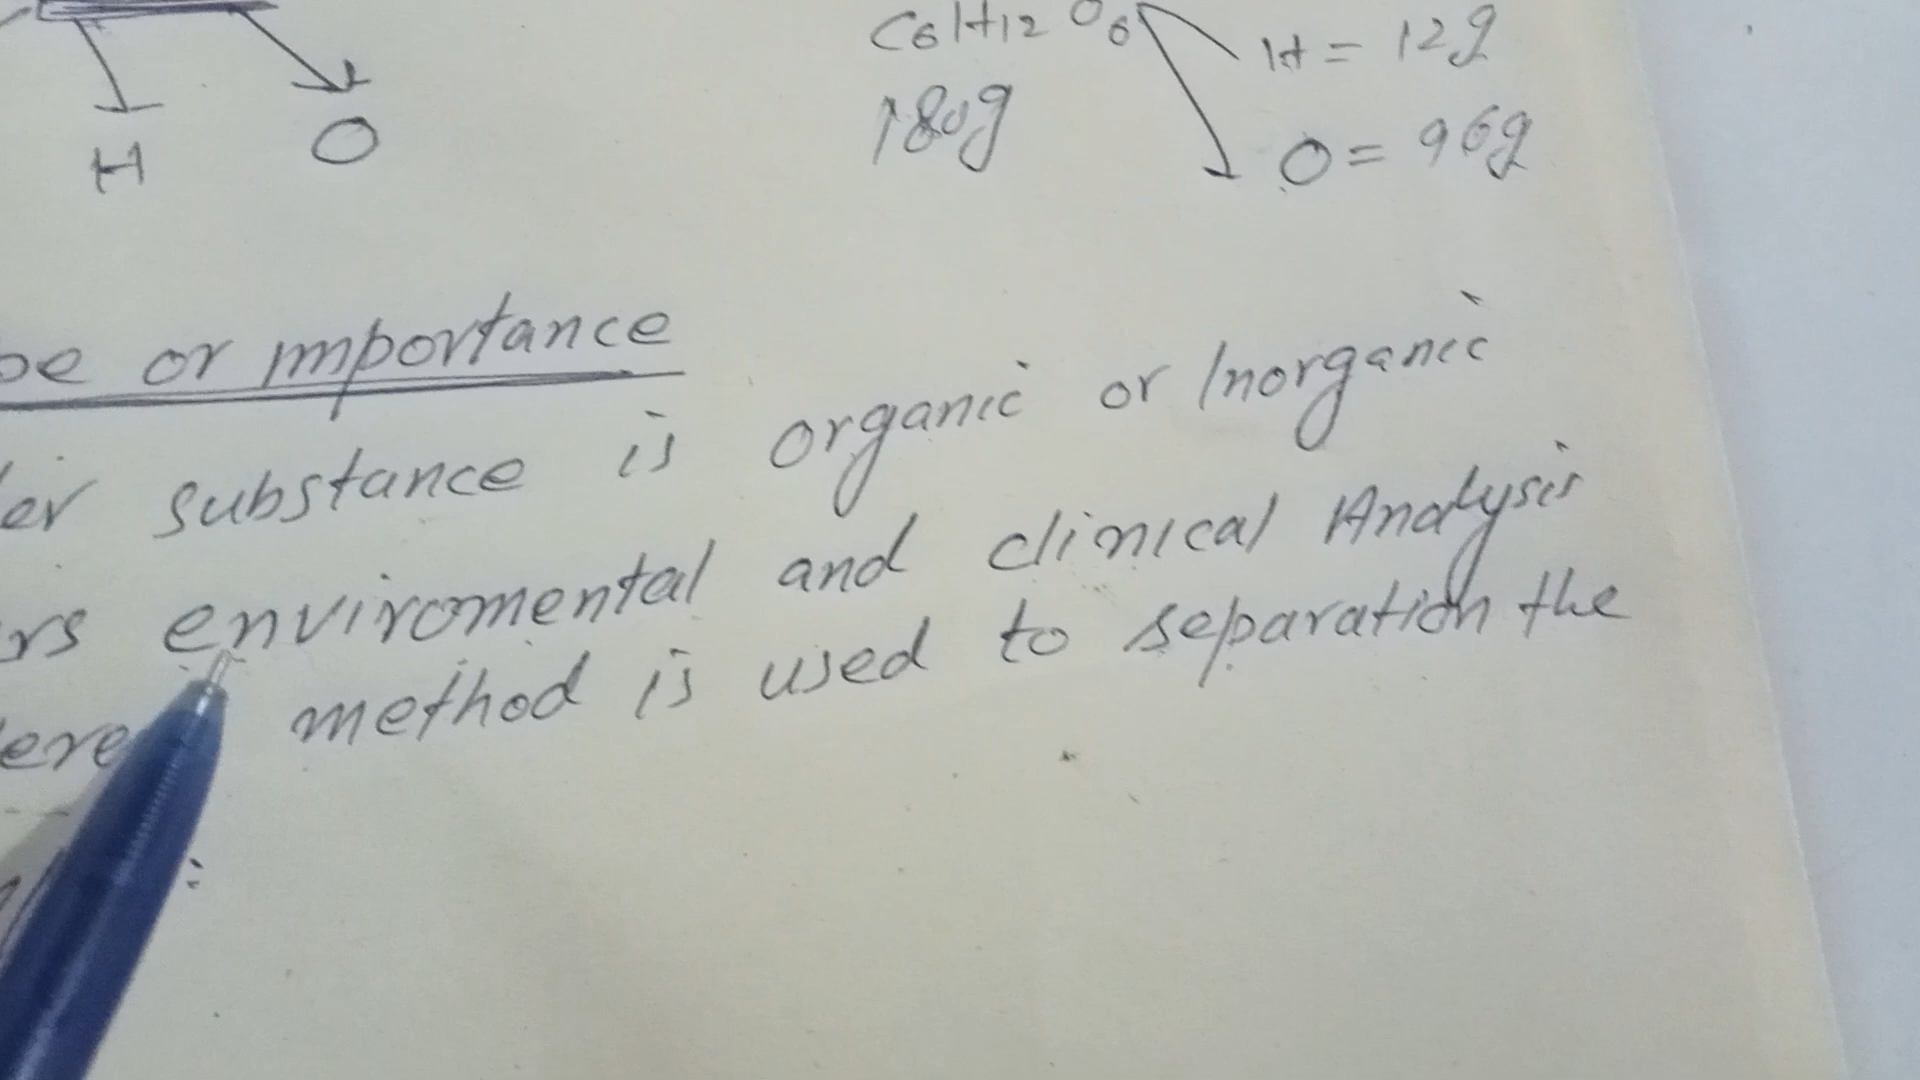 C6H12O6 H = 12g
180g
H O O = 96g
or importance
substance is organic or Inorganic
enviromental and clinical Analysis
method is used to separation the